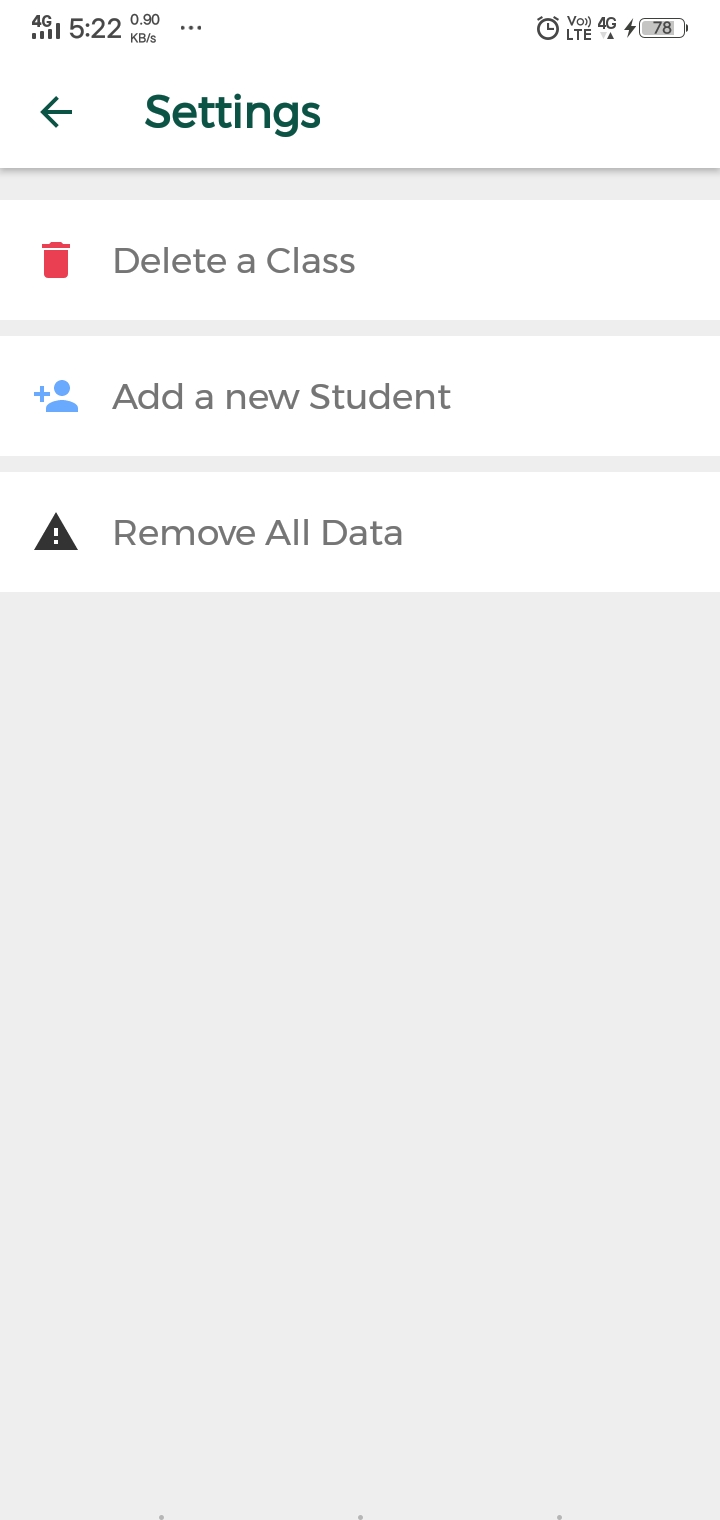 4G 5:22 0.90 KB/s ...
Vo)) LTE 4G 78
Settings
Delete a Class
Add a new Student
Remove All Data